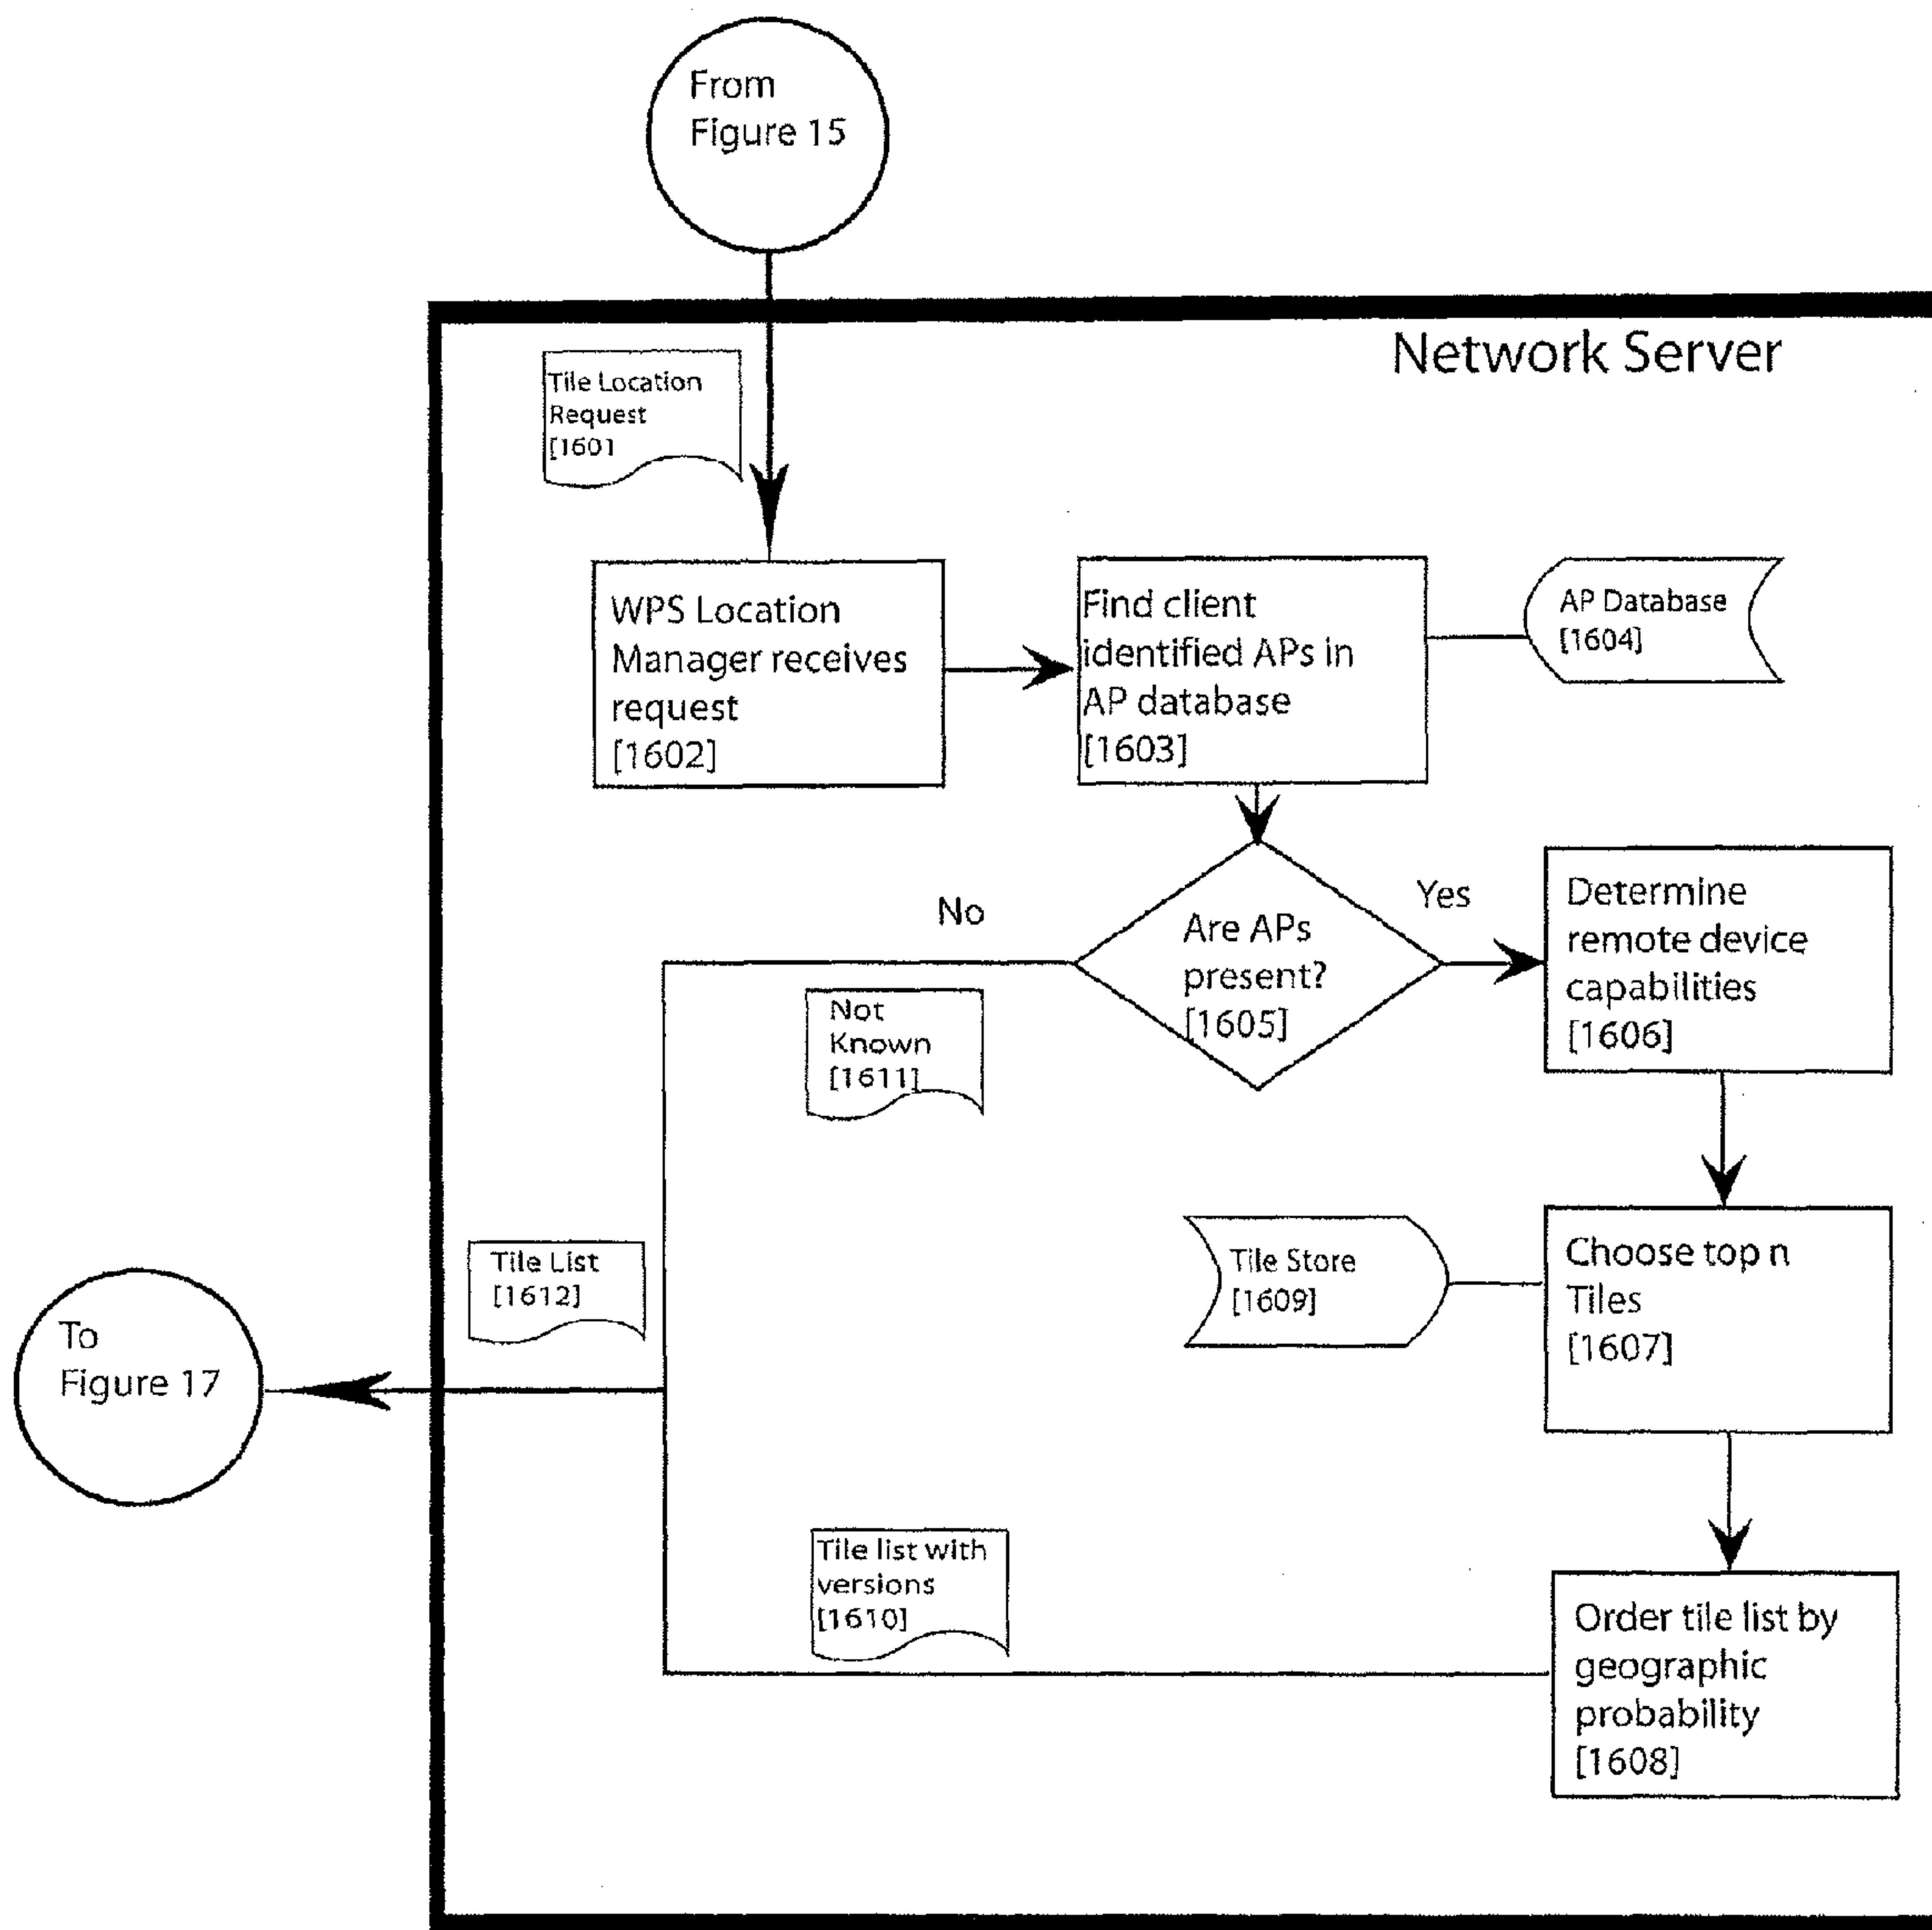 From
Figure 15
Network Server
Tile Location
Request
[1601
WPS Location
Manager receives
request
[1602]
Find client
identified APs in
AP database
[1603]
AP Database
[1604]
No
Are APs
present?
[1605]
Yes
Determine
remote device
capabilities
[1606]
Not
Known
[1611]
Tile List
[1612]
Tile Store
[1609]
Choose top n
Tiles
[1607]
To
Figure 17
Tile list with
versions
[1610]
Order tile list by
geographic
probability
[1608]